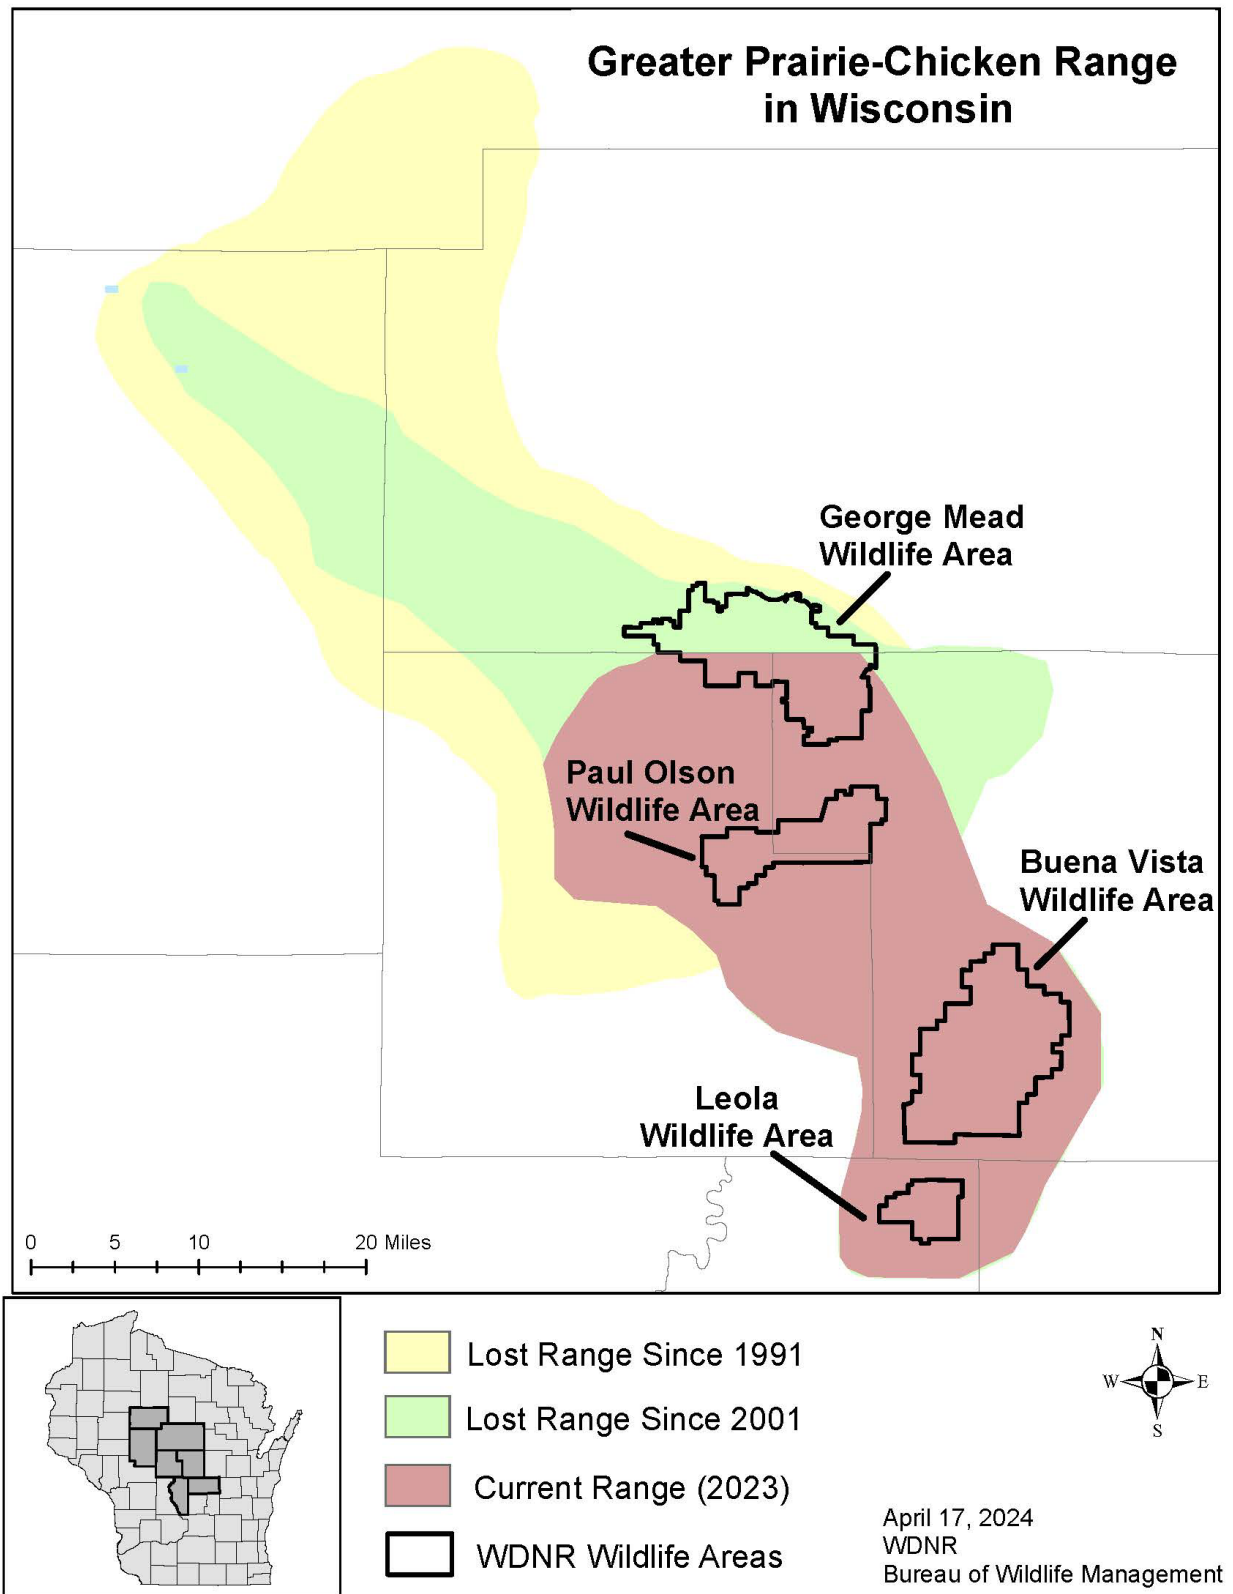 Greater Prairie-Chicken Range
in Wisconsin
George Mead
Wildlife Area
Paul Olson
Wildlife Area
Buena Vista
Wildlife Area
Leola
Wildlife Area
0 5 10 20 Miles
Lost Range Since 1991
Lost Range Since 2001
Current Range (2023)
WDNR Wildlife Areas
N
W E
S
April 17, 2024
WDNR
Bureau of Wildlife Management